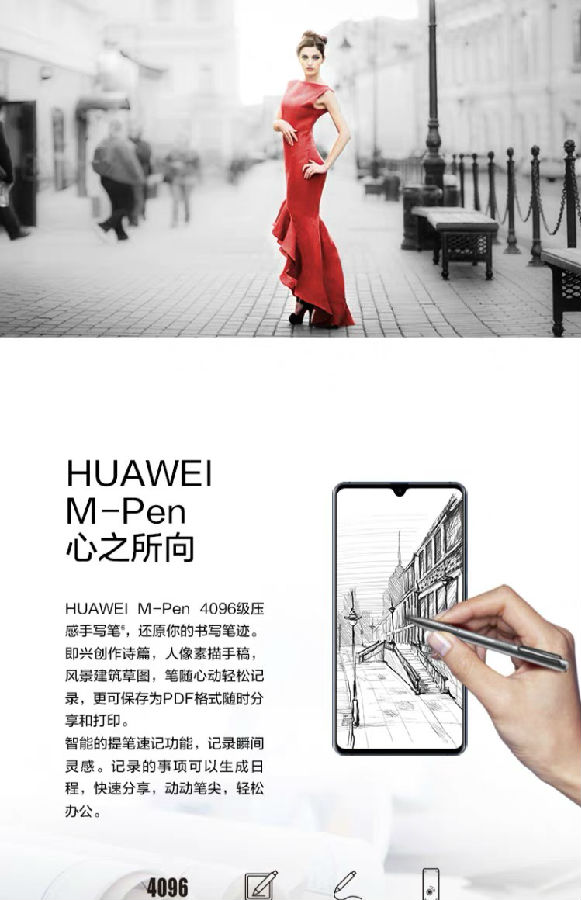 HUAWEI
M-Pen
心之所向
HUAWEI M-Pen 4096级压
感手写笔*，还原你的书写笔迹。
即兴创作诗篇，人像素描手稿，
风景建筑草图，笔随心动轻松记
录，更可保存为PDF格式随时分
享和打印。
智能的提笔速记功能，记录瞬间
灵感。记录的事项可以生成日
程，快速分享，动动笔尖，轻松
办公。
4096